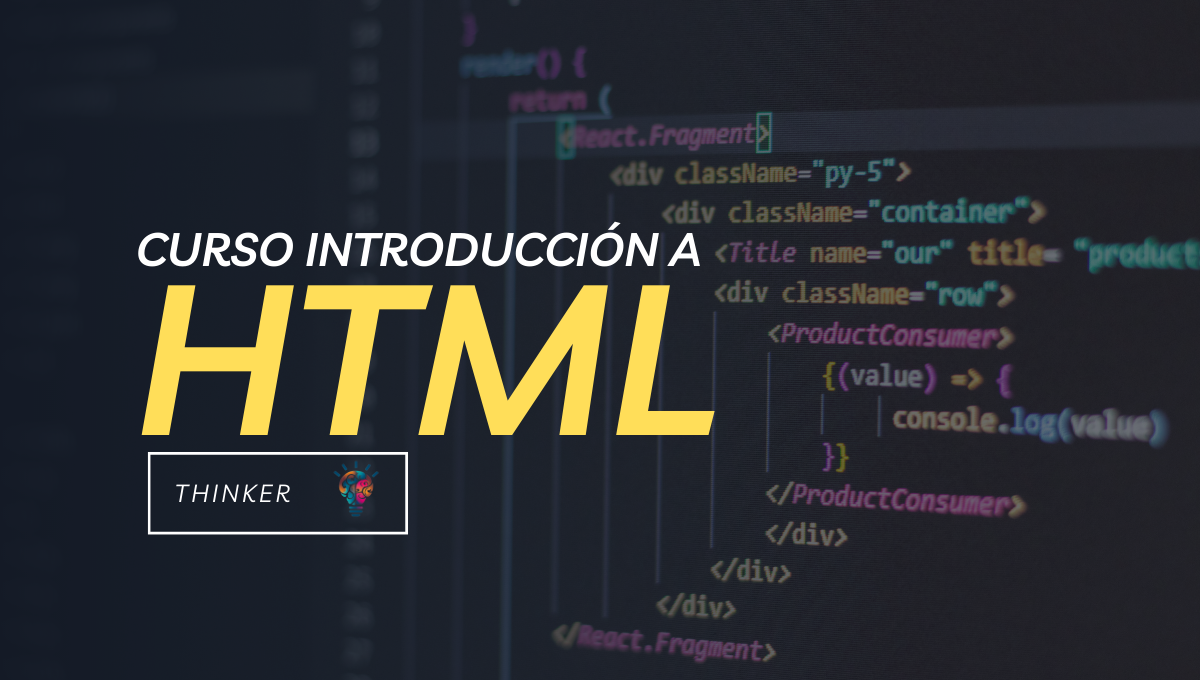 }
render() {
return (
<React.Fragment>
<div className="py-5">
<div className="container">
<Title name="our" title= "product
<div className="row">
<ProductConsumer>
{(value) => {
console.log(value)
}}
</ProductConsumer>
</div>
</div>
</div>
</React.Fragment>
CURSO INTRODUCCIÓN A
HTML
THINKER